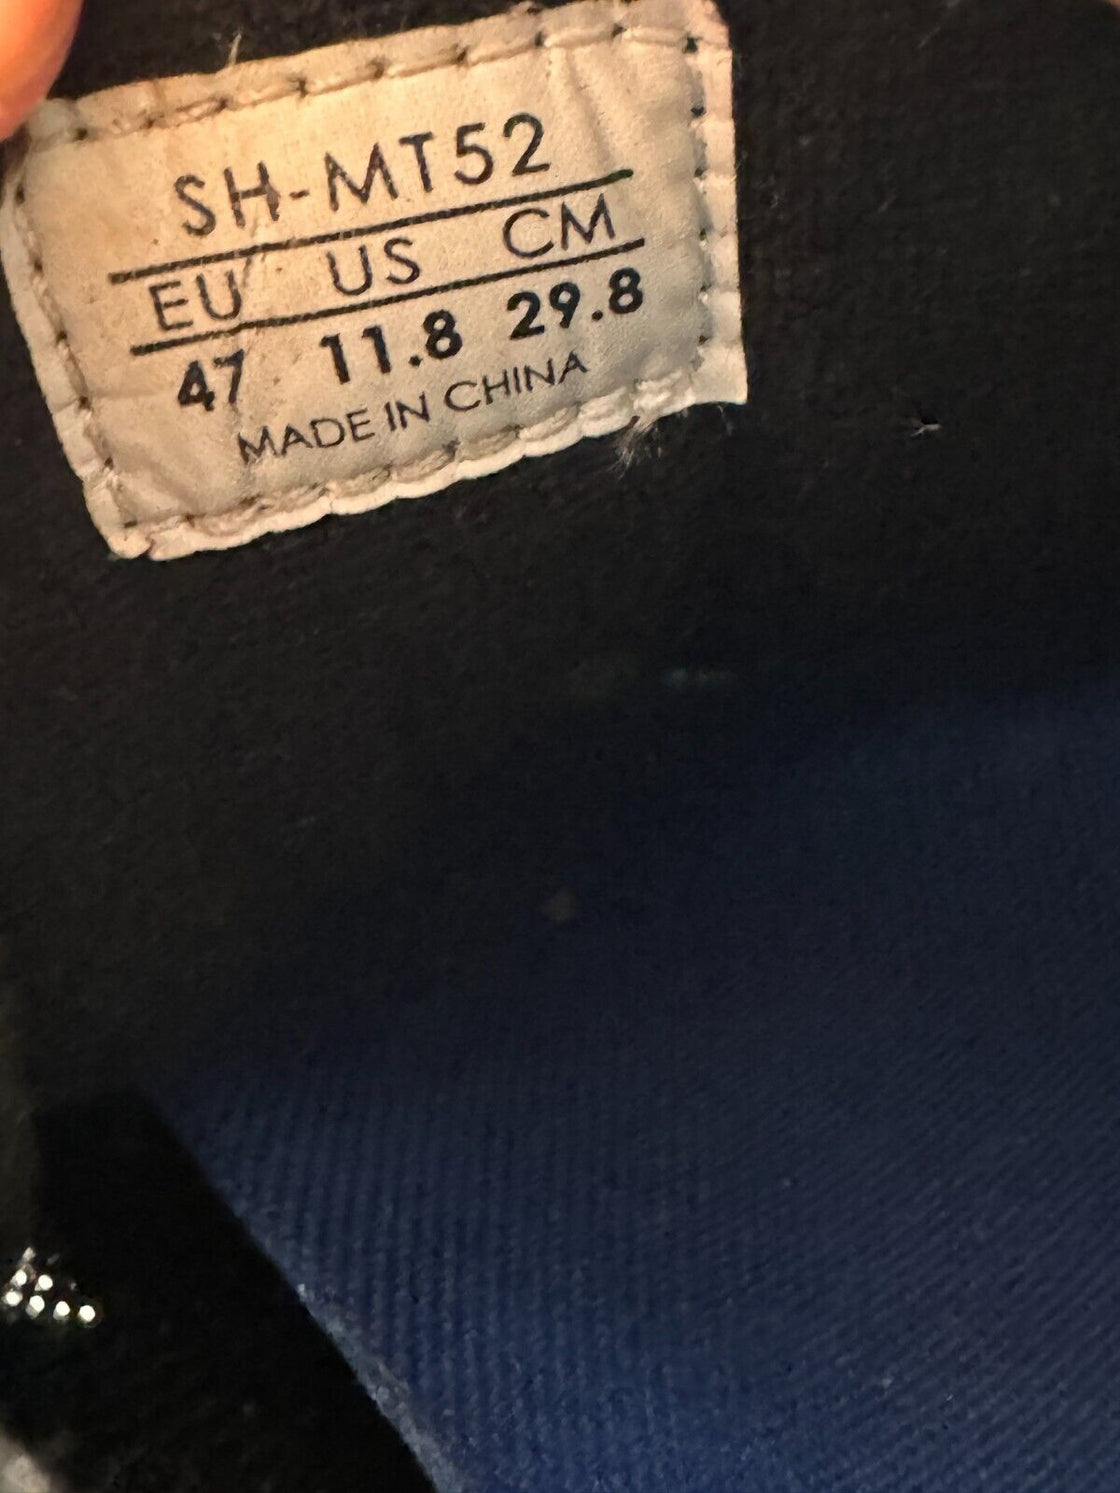 SH-MT52
EU US CM
47 11.8 29.8
MADE IN CHINA